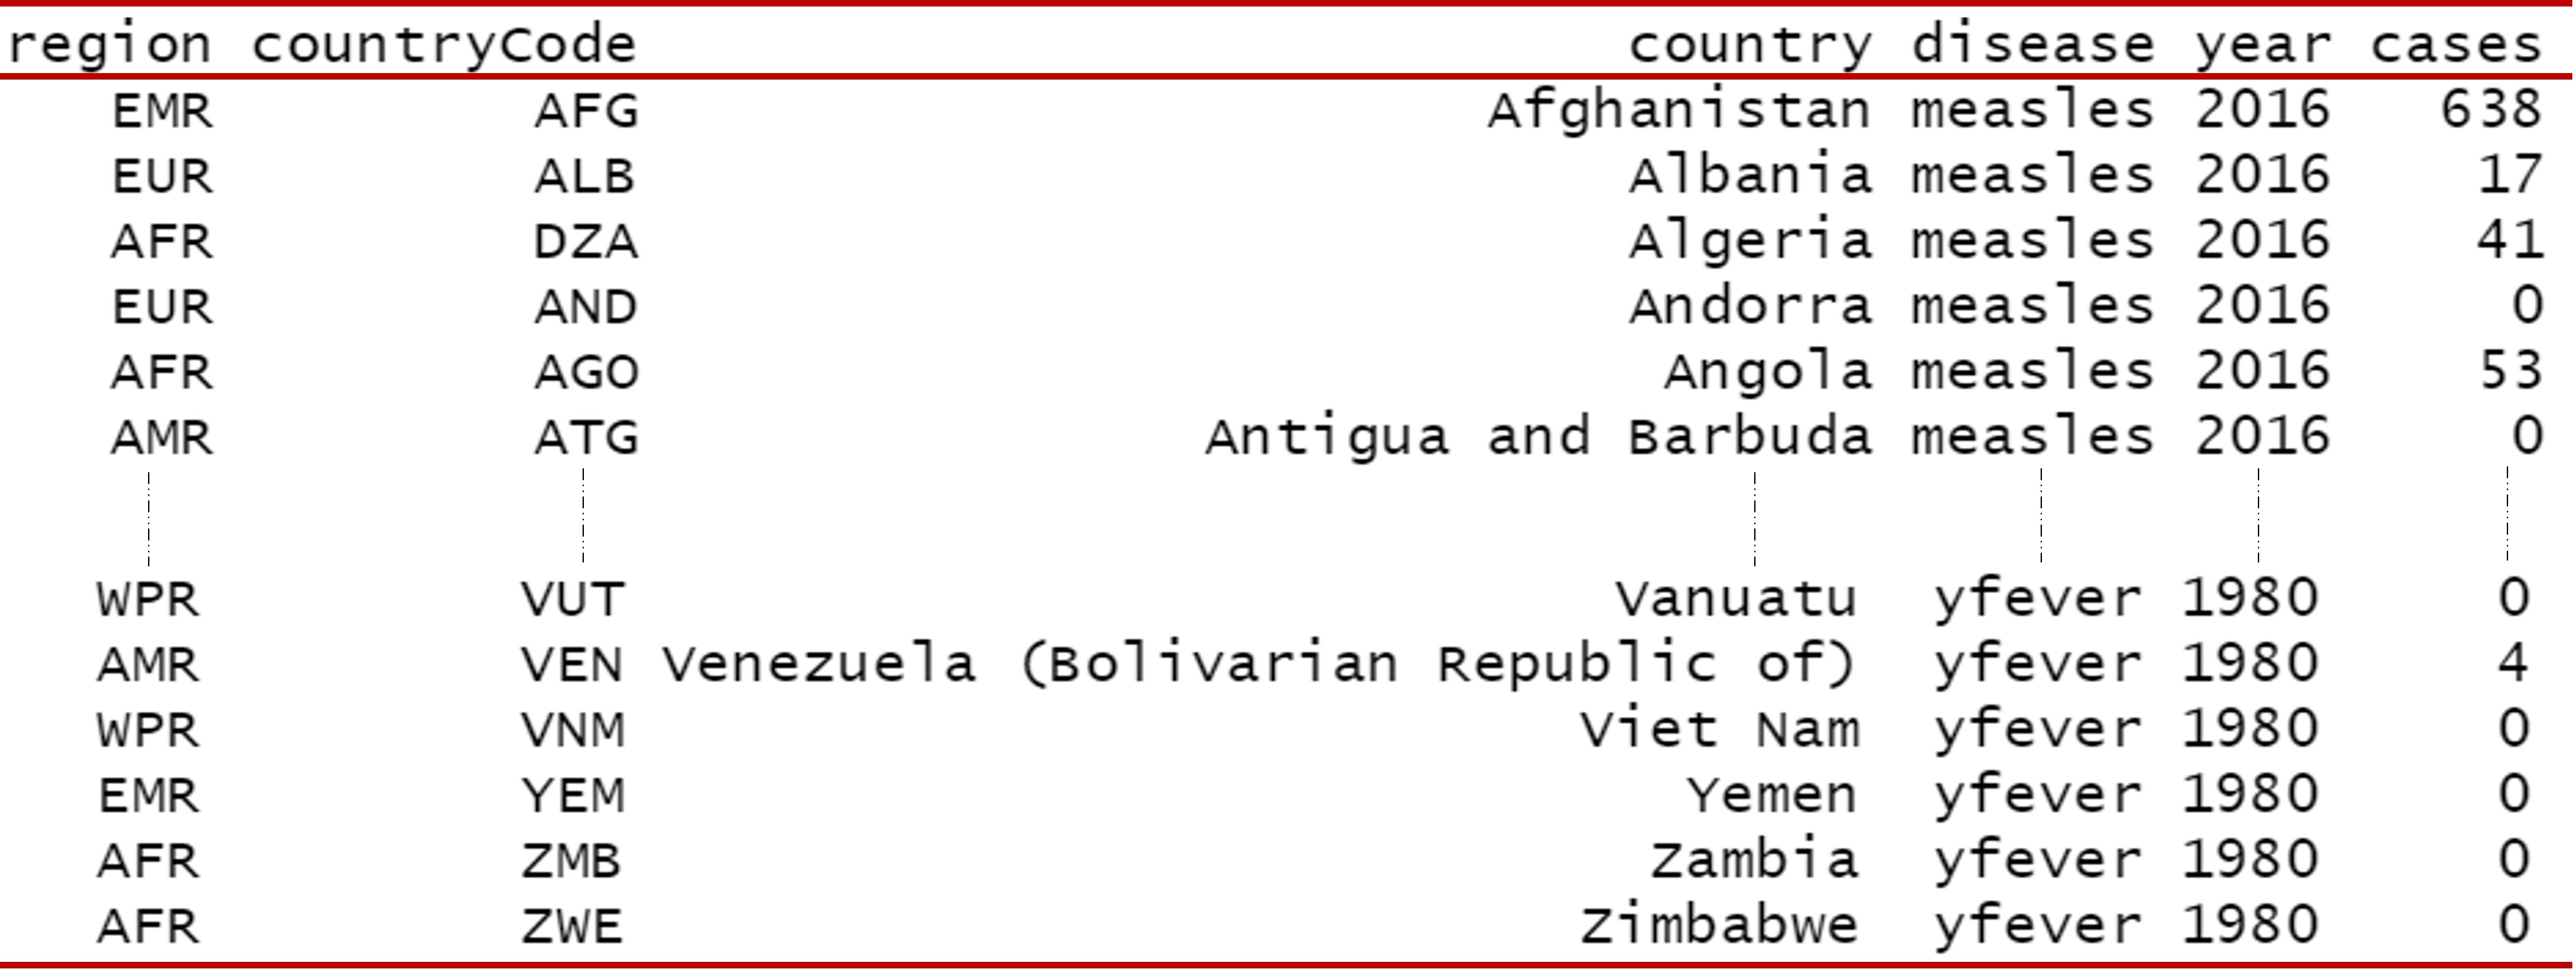 region countryCode country disease year cases
EMR AFG Afghanistan measles 2016 638
EUR ALB Albania measles 2016 17
AFR DZA Algeria measles 2016 41
EUR AND Andorra measles 2016 0
AFR AGO Angola measles 2016 53
AMR ATG Antigua and Barbuda measles 2016 0
WPR VUT Vanuatu yfever 1980 0
AMR VEN Venezuela (Bolivarian Republic of) yfever 1980 4
WPR VNM Viet Nam yfever 1980 0
EMR YEM Yemen yfever 1980 0
AFR ZMB Zambia yfever 1980 0
AFR ZWE Zimbabwe yfever 1980 0